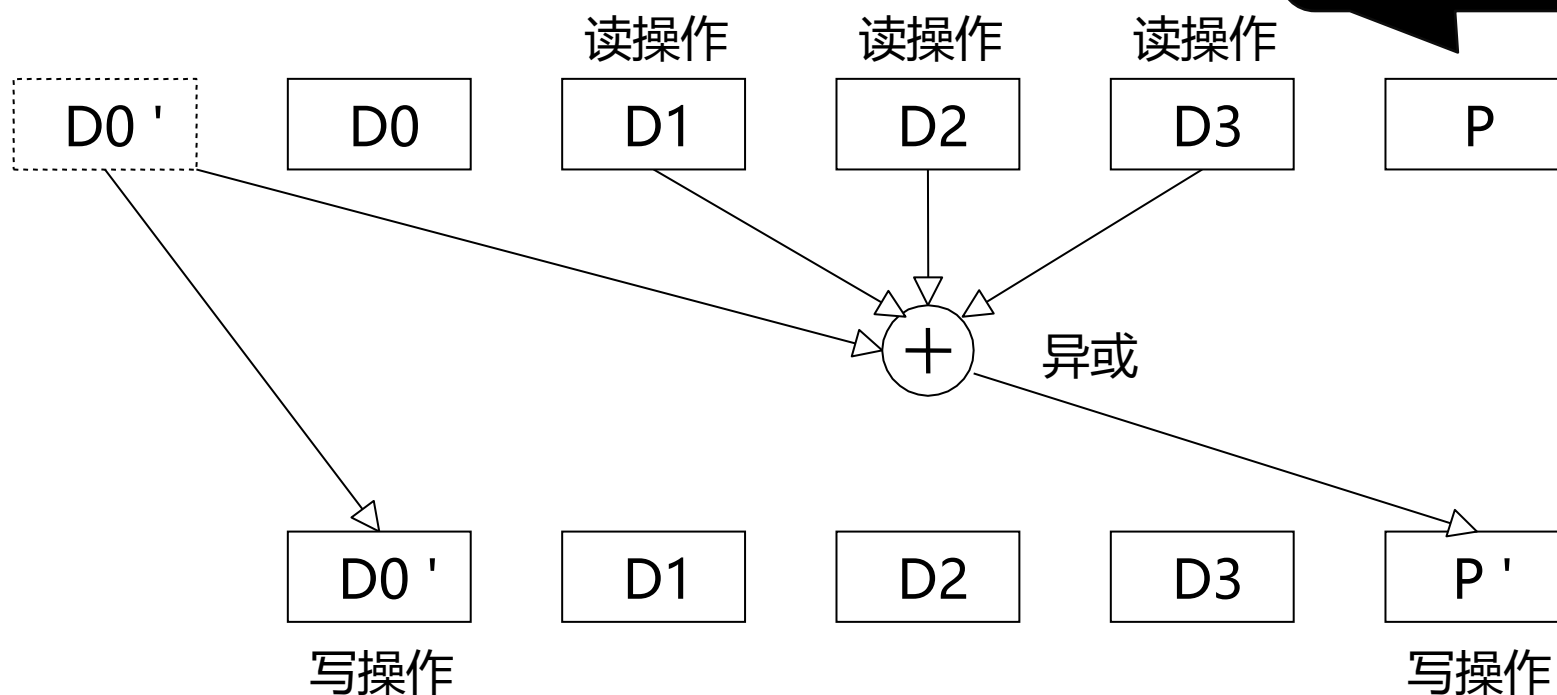 读操作 读操作 读操作
D0 ' D0 D1 D2 D3 P
+ 异或
D0 ' D1 D2 D3 P '
写操作 写操作